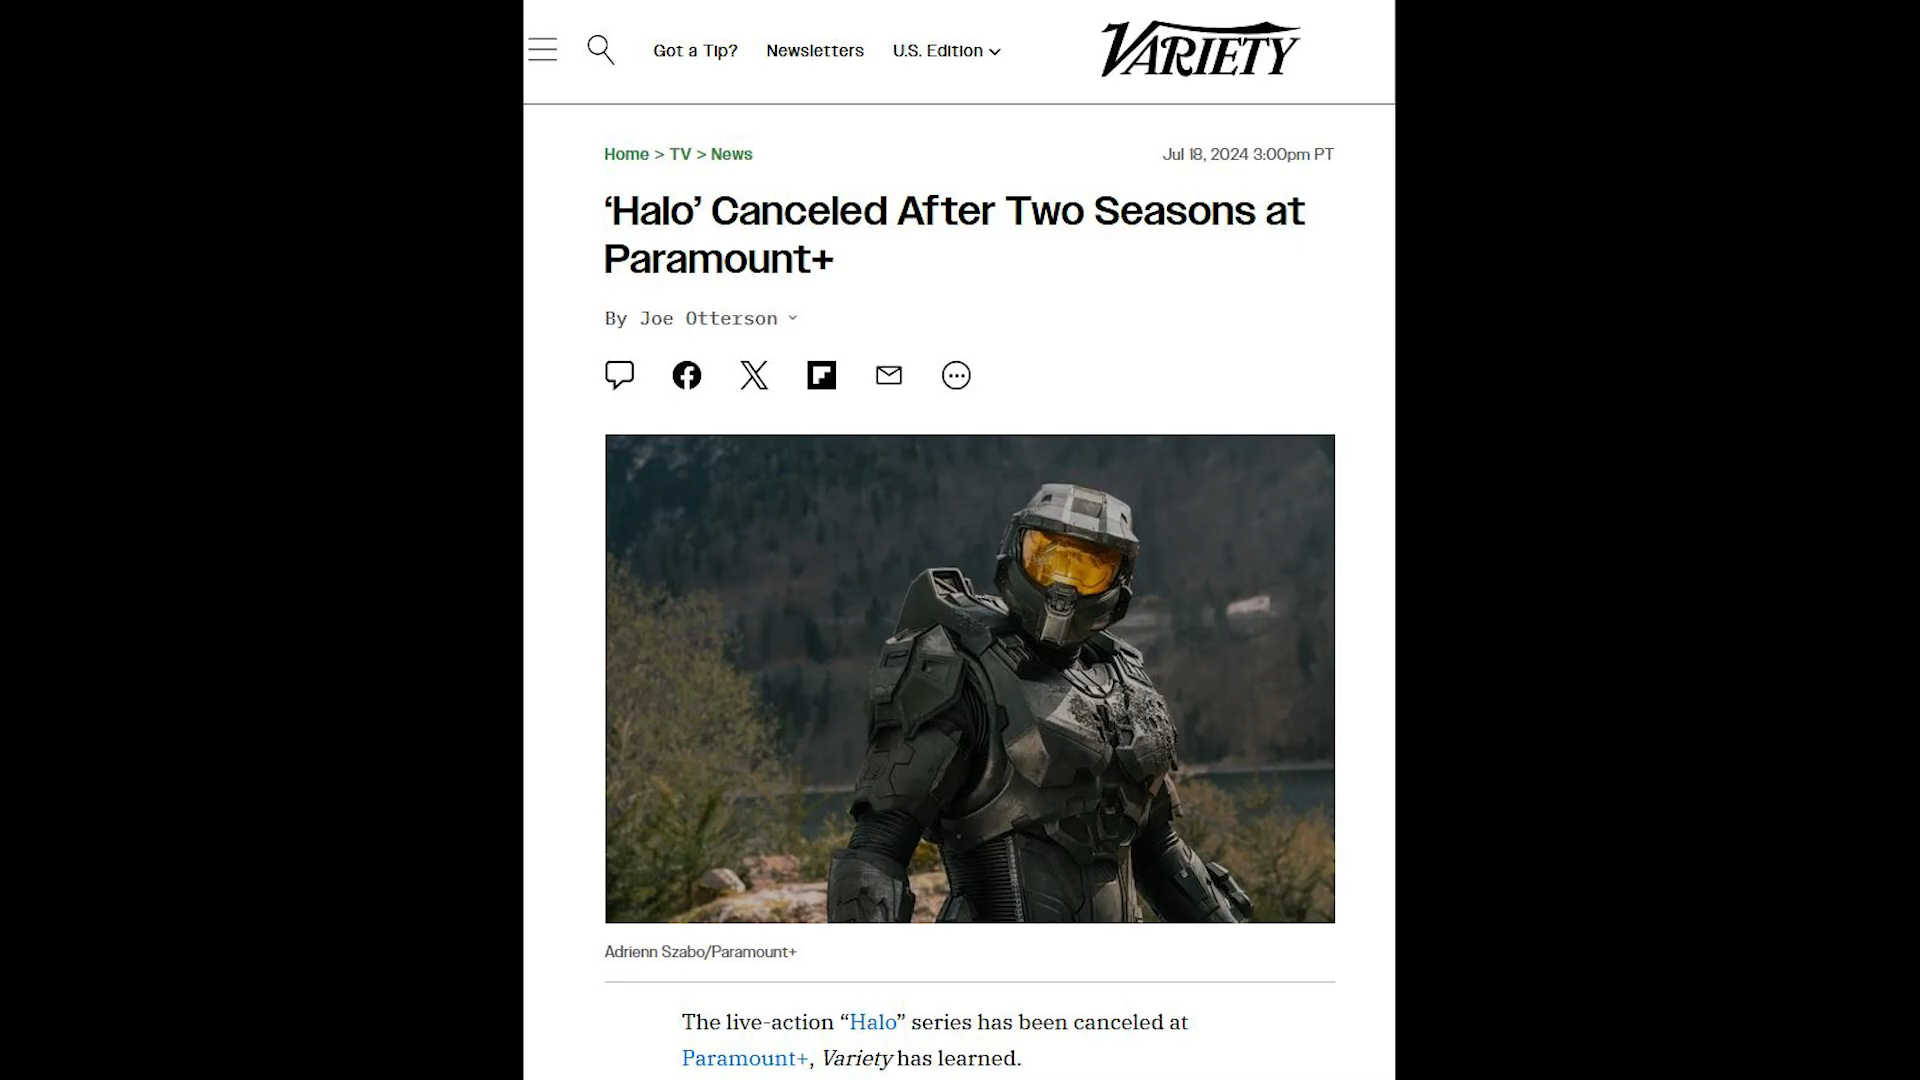 Got a Tip? Newsletters U.S. Edition VARIETY
Home > TV > News Jul 18, 2024 3:00pm PT
‘Halo’ Canceled After Two Seasons at
Paramount+
By Joe Otterson
Adrienn Szabo/Paramount+
The live-action “Halo” series has been canceled at
Paramount+, Variety has learned.